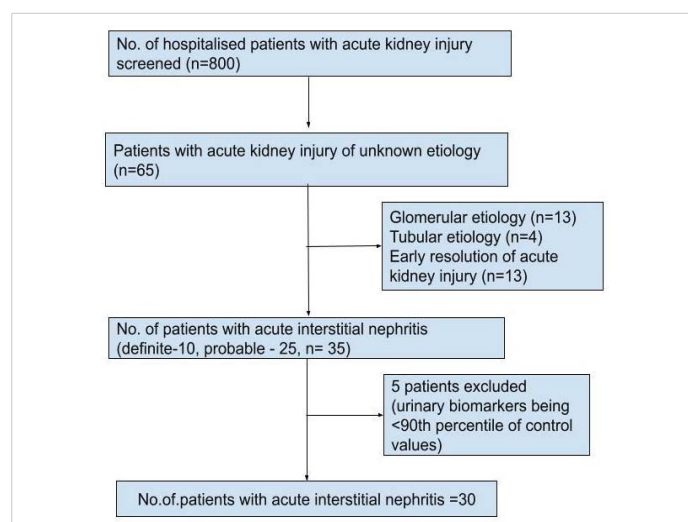 No. of hospitalised patients with acute kidney injury
screened (n=800)
Patients with acute kidney injury of unknown etiology
(n=65)
Glomerular etiology (n=13)
Tubular etiology (n=4)
Early resolution of acute
kidney injury (n=13)
No. of patients with acute interstitial nephritis
(definite-10, probable - 25, n= 35)
5 patients excluded
(urinary biomarkers being
<90th percentile of control
values)
No.of.patients with acute interstitial nephritis =30